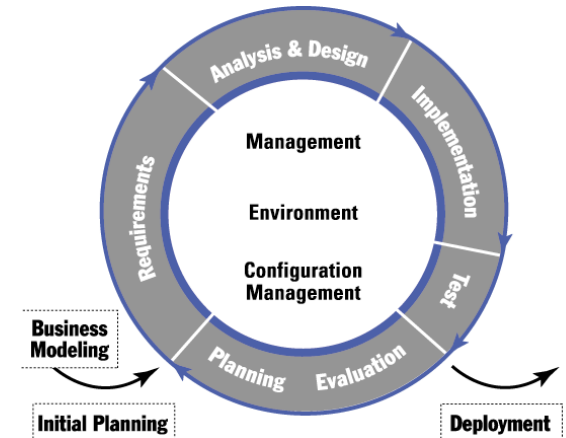 Analysis & Design
Implementation
Management
Requirements
Environment
Configuration
Management
Test
Business
Modeling
Planning
Evaluation
Initial Planning
Deployment